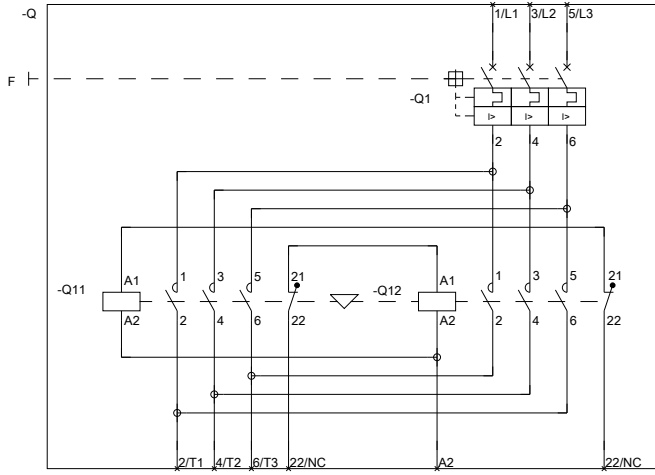 -Q 1/L1 3/L2 5/L3
F
-Q1
I> I> I>
2 4 6
-Q11 A1 1 3 5 21 -Q12 A1 1 3 5 21
A2 2 4 6 22 A2 2 4 6 22
2/T1 4/T2 6/T3 22/NC A2 22/NC